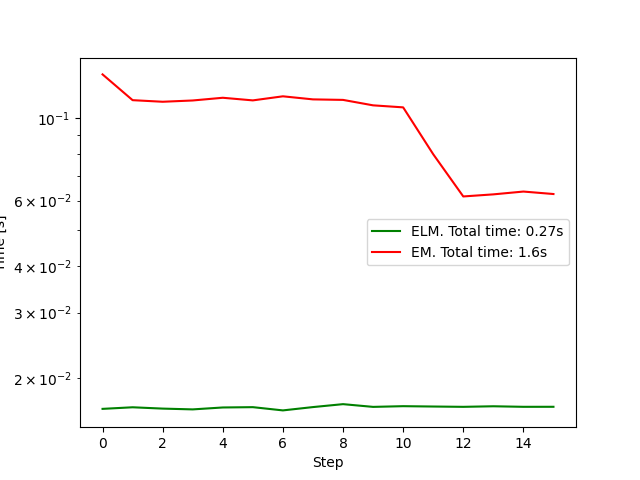 10⁻¹
6 × 10⁻²
4 × 10⁻²
3 × 10⁻²
2 × 10⁻²
ELM. Total time: 0.27s
EM. Total time: 1.6s
0 2 4 6 8 10 12 14
Step